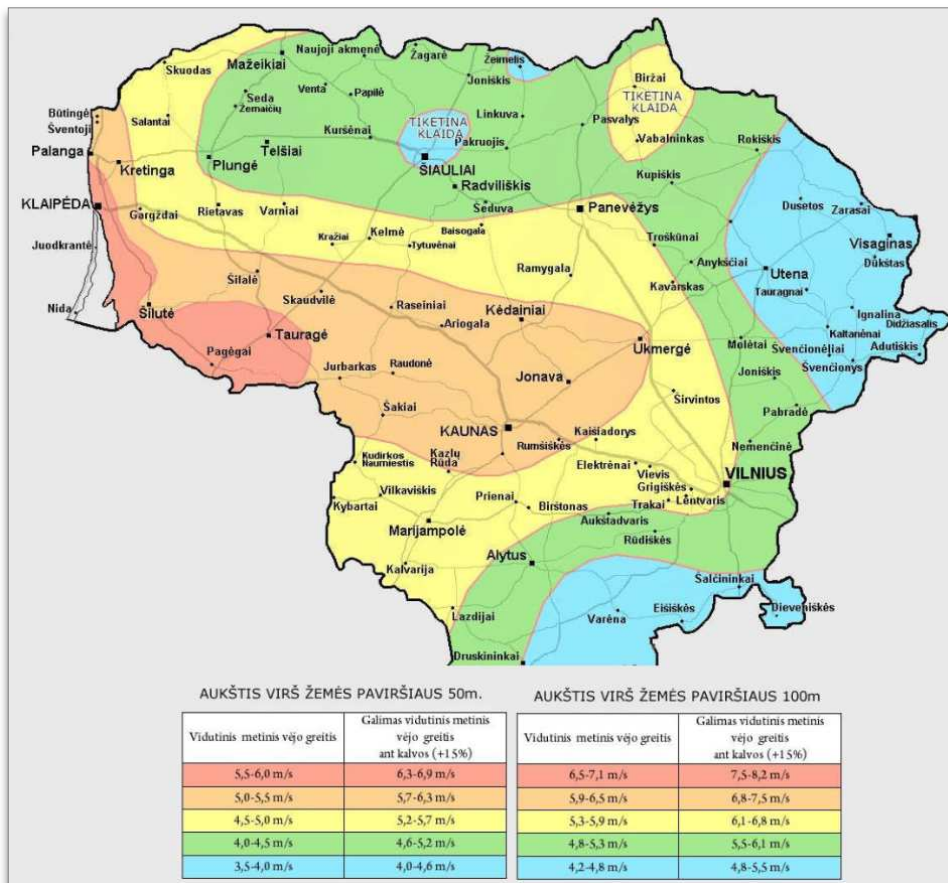 Naujoji akmenė
Žagarė
Žeimelis
Skuodas
Mažeikiai
Joniškis
Biržai
Seda
Venta
Papilė
TIKĖTINA
KLAIDA
Žemaičių
Linkuva
Būtingė
Šventoji
Salantai
TIKĖTINA
KLAIDA
Pasvalys
Kuršėnai
Vabalninkas
Rokiškis
Palanga
Telšiai
Pakruojis
Kretinga
Plungė
ŠIAULIAI
Radviliškis
Kupiškis
KLAIPĖDA
Gargždai
Rietavas
Varniai
Šeduva
Panevėžys
Dusetos
Zarasai
Kelmė
Baisogala
Kražiai
Tytuvėnai
Troškūnai
Juodkrantė
Visaginas
Dūkštas
Ramygala
Anykščiai
Utena
Šilalė
Kavarskas
Tauragnai
Skaudvilė
Raseiniai
Nida
Šilutė
Kėdainiai
Ignalina
Didžiasalis
Ariogala
Kaltanėnai
Tauragė
Ukmergė
Molėtai
Švenčionėliai
Adutiškis
Pagėgai
Jurbarkas
Raudonė
Joniškis
Švenčionys
Jonava
Širvintos
Šakiai
Pabradė
KAUNAS
Rumšiškės
Kaišiadorys
Nemenčinė
Kudirkos
Naumiestis
Kazlų
Rūda
Elektrėnai
Vievis
VILNIUS
Vilkaviškis
Grigiškės
Kybartai
Prienai
Birštonas
Trakai
Lentvaris
Marijampolė
Aukštadvaris
Rūdiškės
Alytus
Kalvarija
Šalčininkai
Lazdijai
Varėna
Eišiškės
Dieveniškės
Druskininkai
AUKŠTIS VIRŠ ŽEMĖS PAVIRŠIAUS 50m.
AUKŠTIS VIRŠ ŽEMĖS PAVIRŠIAUS 100m
Vidutinis metinis vėjo greitis
Galimas vidutinis metinis
vėjo greitis
ant kalvos (+15%)
Vidutinis metinis vėjo greitis
Galimas vidutinis metinis
vėjo greitis
ant kalvos (+15%)
5,5-6,0 m/s
6,3-6,9 m/s
6,5-7,1 m/s
7,5-8,2 m/s
5,0-5,5 m/s
5,7-6,3 m/s
5,9-6,5 m/s
6,8-7,5 m/s
4,5-5,0 m/s
5,2-5,7 m/s
5,3-5,9 m/s
6,1-6,8 m/s
4,0-4,5 m/s
4,6-5,2 m/s
4,8-5,3 m/s
5,5-6,1 m/s
3,5-4,0 m/s
4,0-4,6 m/s
4,2-4,8 m/s
4,8-5,5 m/s